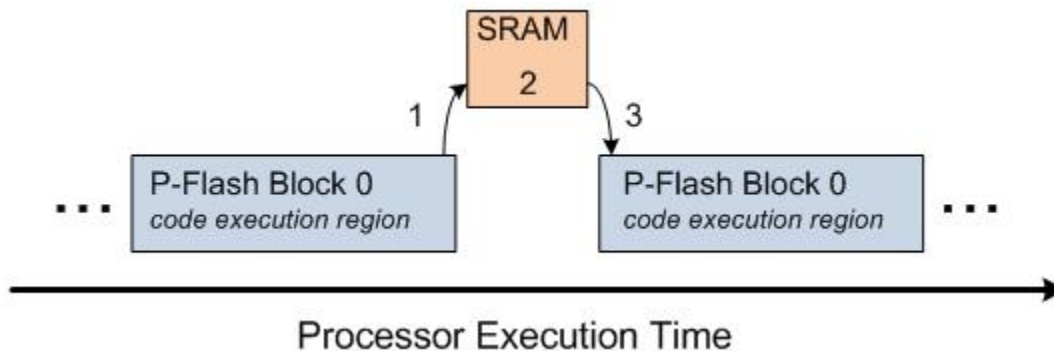 SRAM
2
1
3
P-Flash Block 0
code execution region
P-Flash Block 0
code execution region
Processor Execution Time